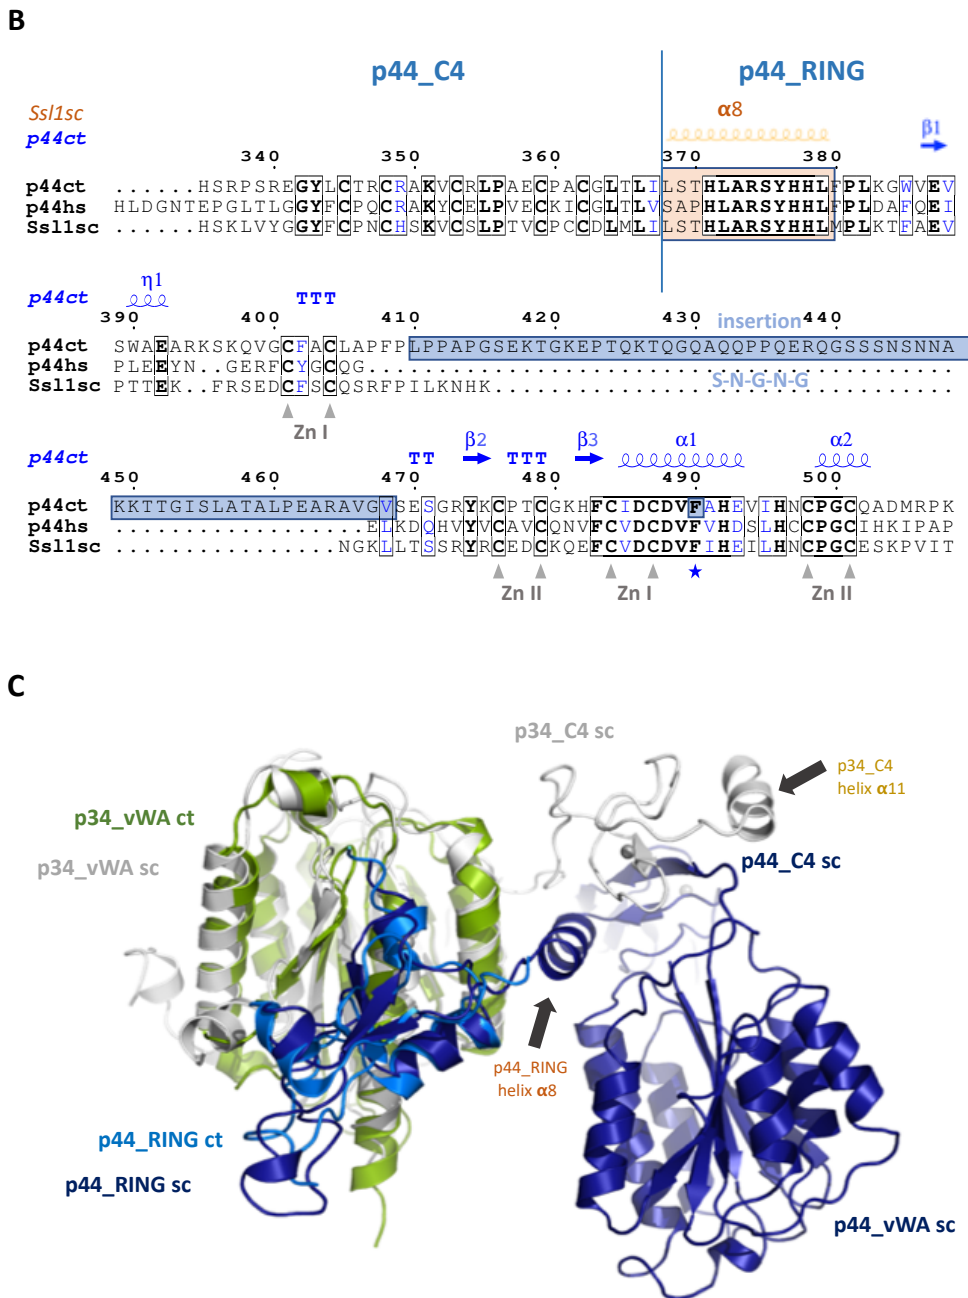 B
p44_C4 p44_RING
Ssl1sc α8
p44ct β1
340 350 360 370 380
p44ct ......HSRPSREGYLCTRCRAKVCRLPAECPACGLTLILSTHLARSYHHLFPLKGWVEV
p44hs HLDGNTEPGLTLGGYFCPQCRAKYCELPVECKICGLTLVSAPHLARSYHHLFPLDAFQEI
Ssl1sc ......HSKLVYGGYFCPNCHSKVCSLPTVCPCCDLMLILSTHLARSYHHLMPLKTFAEV
p44ct η1 TTT
390 400 410 420 430 insertion 440
p44ct SWAEARKSKQVGCFACLAPFPLPPAPGSEKTGKEPTQKTQGQAQQPPQERQGSSSNSNNA
p44hs PLEEYN..GERFCYGCQG..........................................
Ssl1sc PTTEK...FRSEDCFSCQSRFPILKNHK................................
S-N-G-N-G
Zn I
p44ct TT β2 TTT β3 α1 α2
450 460 470 480 490 500
p44ct KKTTGISLATALPEARAVGVSESGRYKCPTCGKHFCIDCDVFAHEVIHNCPGCQADMRPK
p44hs ..................ELKDQHVYVCAVCQNVFCVDCDVFVHDSLHCCPGCIHKIPAP
Ssl1sc ................NGKLLTSSRYRCEDCKQEFCVDCDVFIHEILHNCPGCESKPVIT
Zn II Zn I ★ Zn II
C
p34_C4 sc
p34_C4
helix α11
p34_vWA ct
p34_vWA sc
p44_C4 sc
p44_RING
helix α8
p44_RING ct
p44_RING sc
p44_vWA sc